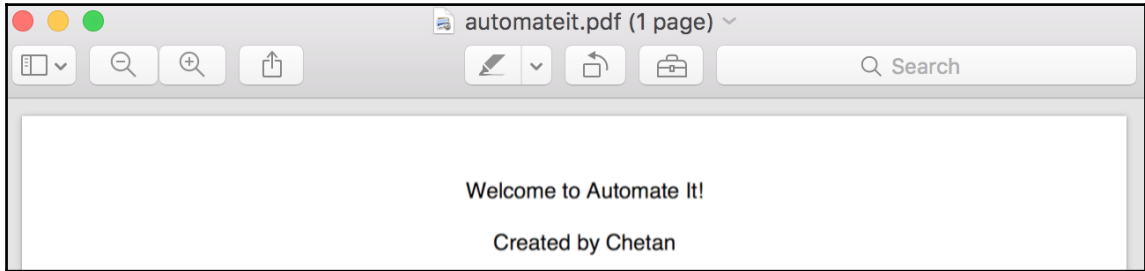 automateit.pdf (1 page)
Search
Welcome to Automate It!
Created by Chetan